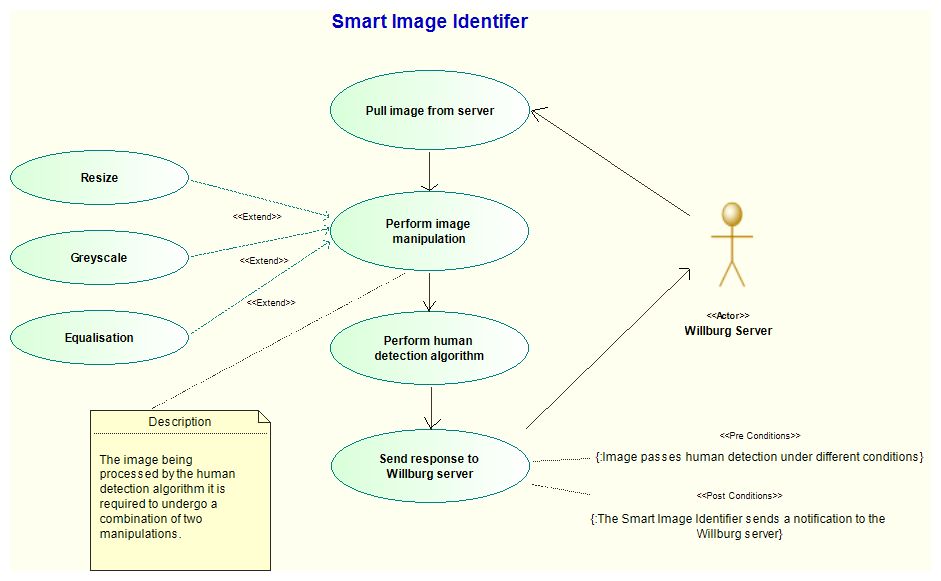 Smart Image Identifer
Pull image from server
Resize
<<Extend>>
Perform image
manipulation
Greyscale
<<Extend>>
<<Extend>>
Equalisation
<<Actor>>
Willburg Server
Perform human
detection algorithm
Description
The image being
processed by the human
detection algorithm it is
required to undergo a
combination of two
manipulations.
Send response to
Willburg server
<<Pre Conditions>>
{:Image passes human detection under different conditions}
<<Post Conditions>>
{:The Smart Image Identifier sends a notification to the
Willburg server}